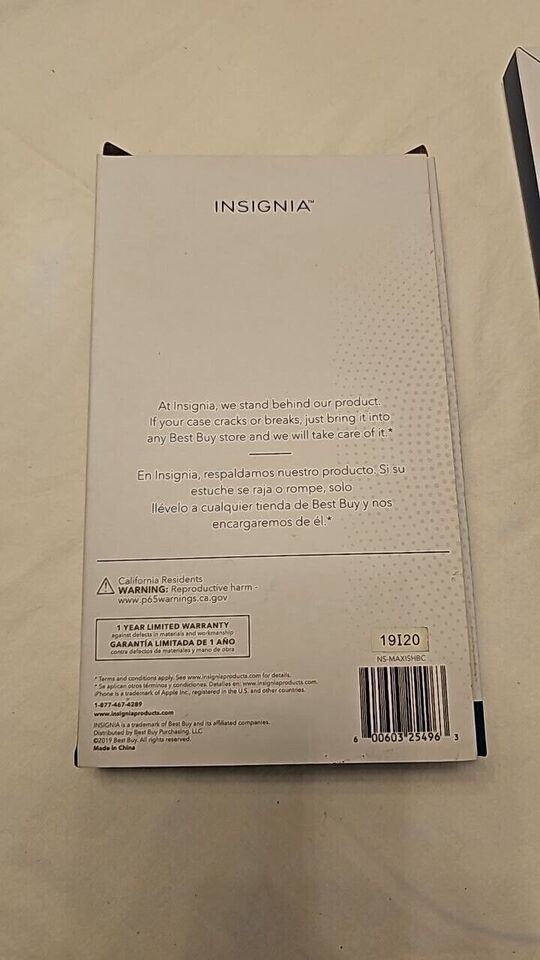 INSIGNIA™
At Insignia, we stand behind our product.
If your case cracks or breaks, just bring it into
any Best Buy store and we will take care of it.*
En Insignia, respaldamos nuestro producto. Si su
estuche se raja o rompe, solo
llévelo a cualquier tienda de Best Buy y nos
encargaremos de él.*
California Residents
WARNING: Reproductive harm -
www.p65warnings.ca.gov
1 YEAR LIMITED WARRANTY
against defects in materials and workmanship
GARANTÍA LIMITADA DE 1 AÑO
contra defectos de materiales y mano de obra
* Terms and conditions apply. See www.insigniaproducts.com for details.
* Se aplican otros términos y condiciones. Detalles en: www.insigniaproducts.com
iPhone is a trademark of Apple Inc., registered in the U.S. and other countries.
1-877-467-4289
www.insigniaproducts.com
INSIGNIA is a trademark of Best Buy and its affiliated companies.
Distributed by Best Buy Purchasing, LLC
©2019 Best Buy. All rights reserved.
Made in China
19I20
NS-MAXISHBC
6 00603 25496 3